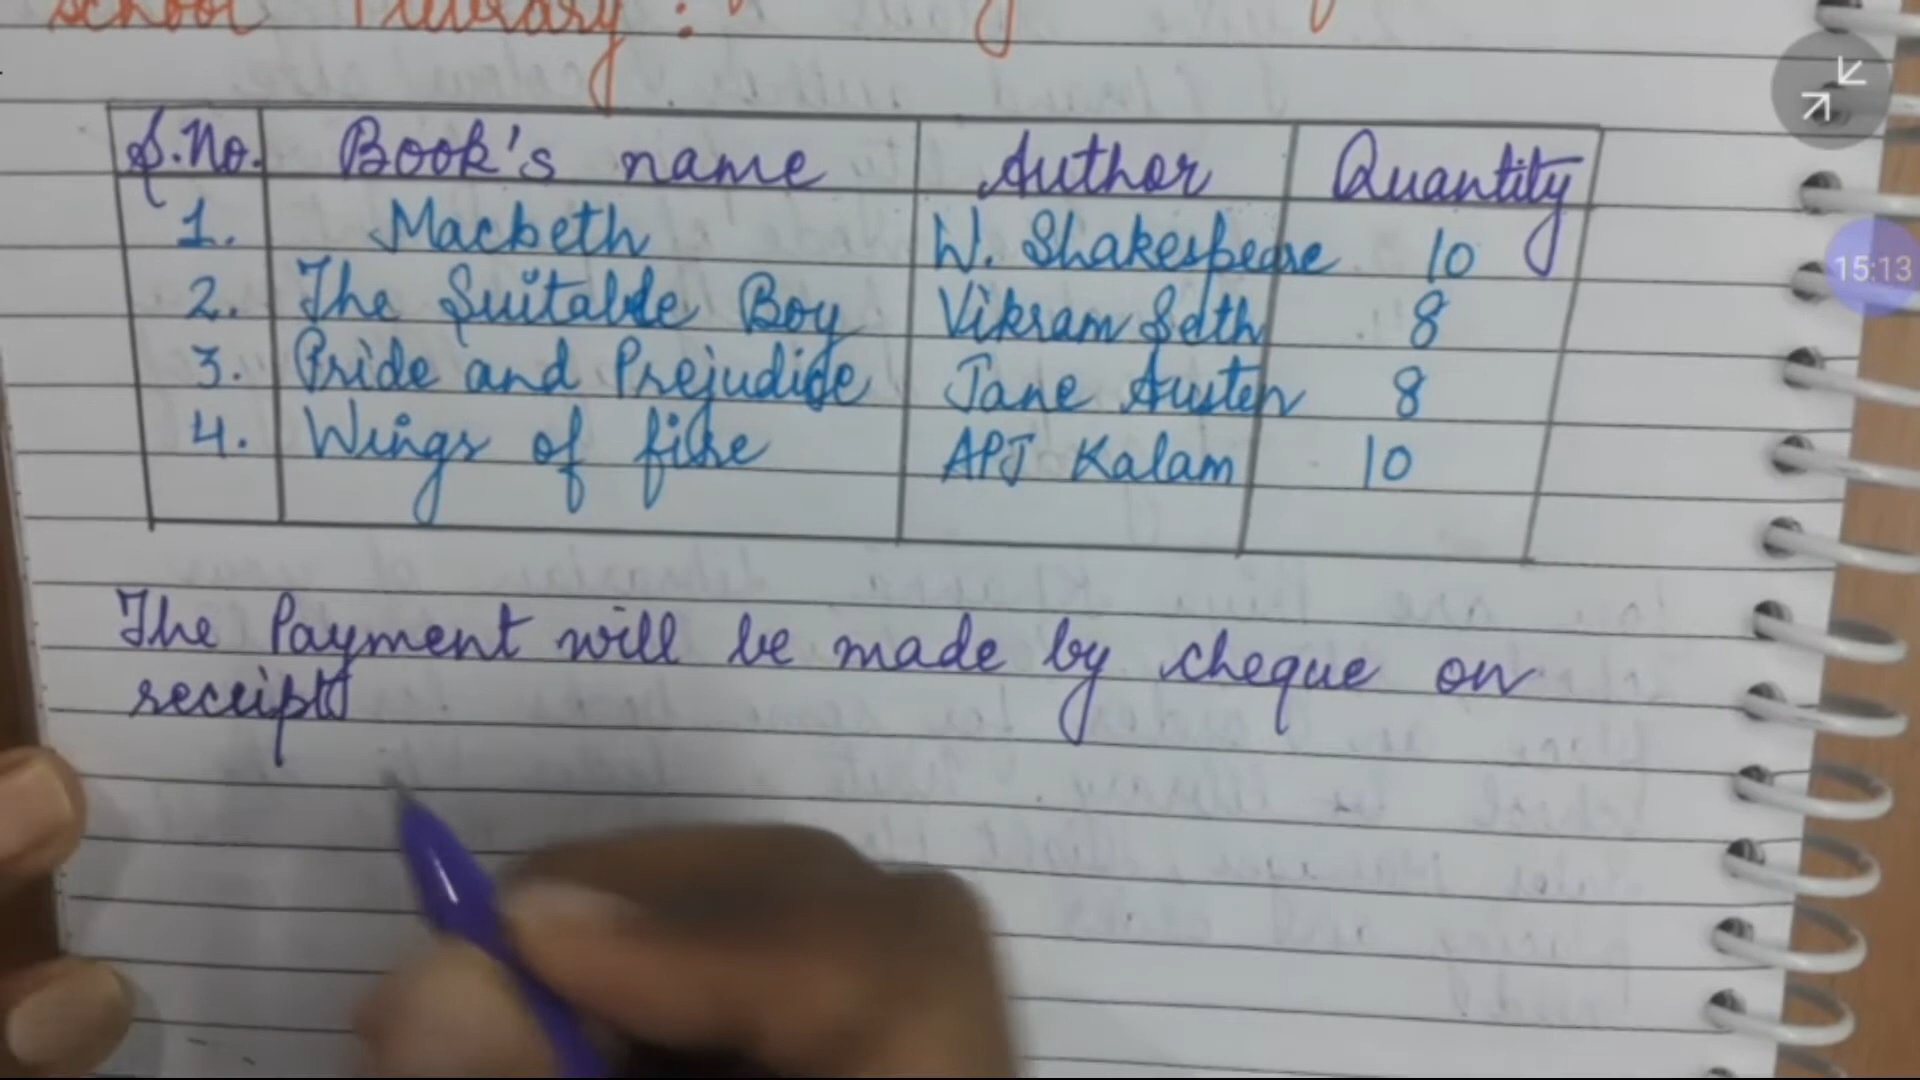 school library :
S.No. Book's name Author Quantity
1. Macbeth W. Shakespeare 10
2. The Suitable Boy Vikram Seth 8
3. Pride and Prejudice Jane Austen 8
4. Wings of fire APJ Kalam 10
The Payment will be made by cheque on
receipt
15:13